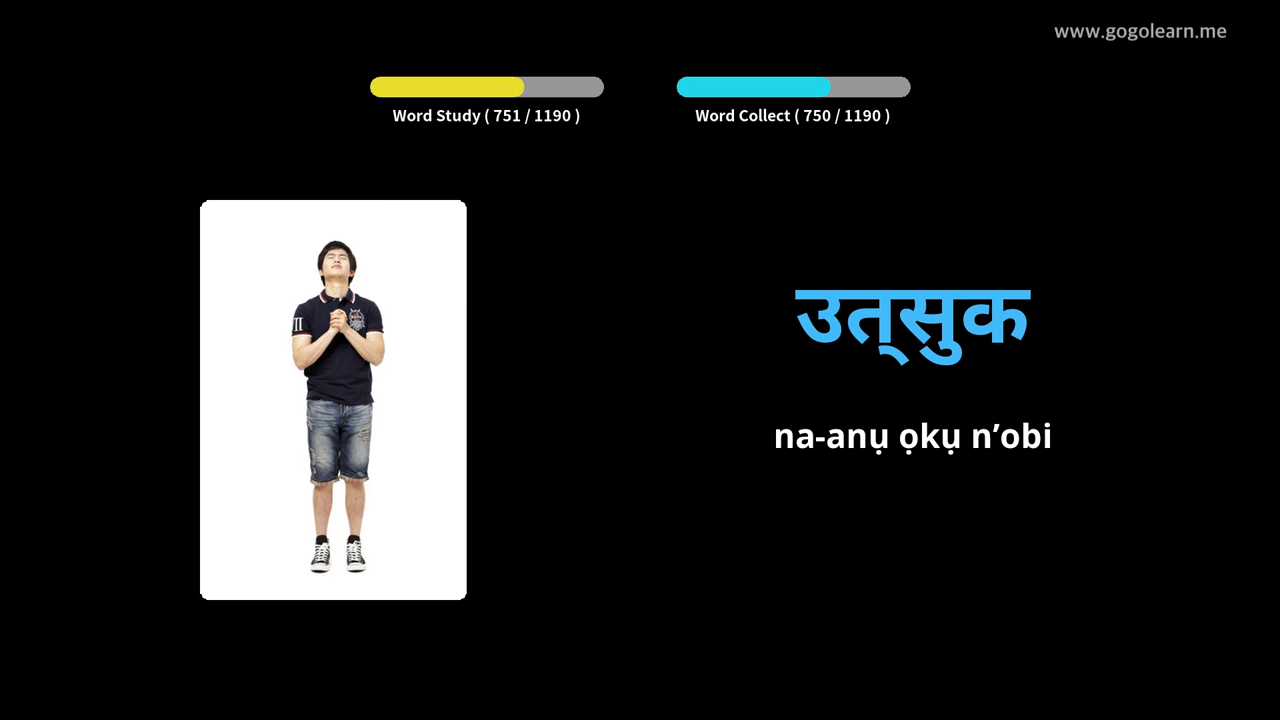 www.gogolearn.me
Word Study ( 751 / 1190 )
Word Collect ( 750 / 1190 )
उत्‌सुक
na-anụ ọkụ n’obi